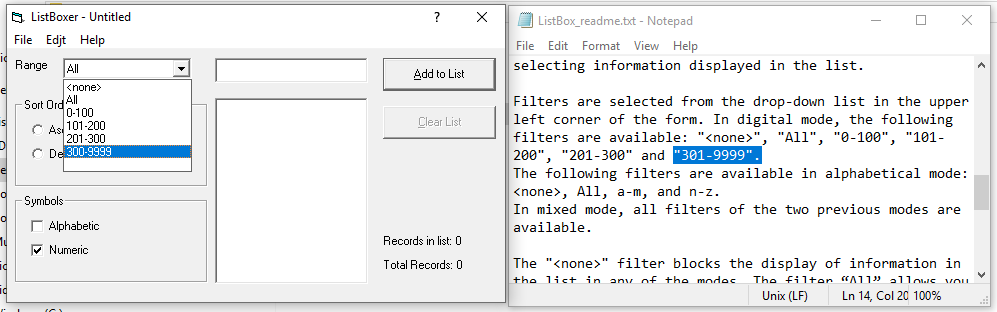 ListBoxer - Untitled
File Edjt Help
Range
All
<none>
All
0-100
101-200
201-300
300-9999
Add to List
Clear List
Sort Ord
As
De
Symbols
Alphabetic
Numeric
Records in list: 0
Total Records: 0
ListBox_readme.txt - Notepad
File Edit Format View Help
selecting information displayed in the list.
Filters are selected from the drop-down list in the upper
left corner of the form. In digital mode, the following
filters are available: "<none>", "All", "0-100", "101-
200", "201-300" and "301-9999".
The following filters are available in alphabetical mode:
<none>, All, a-m, and n-z.
In mixed mode, all filters of the two previous modes are
available.
The "<none>" filter blocks the display of information in
the list in any of the modes. The filter “All” allows you
Unix (LF) Ln 14, Col 20 100%